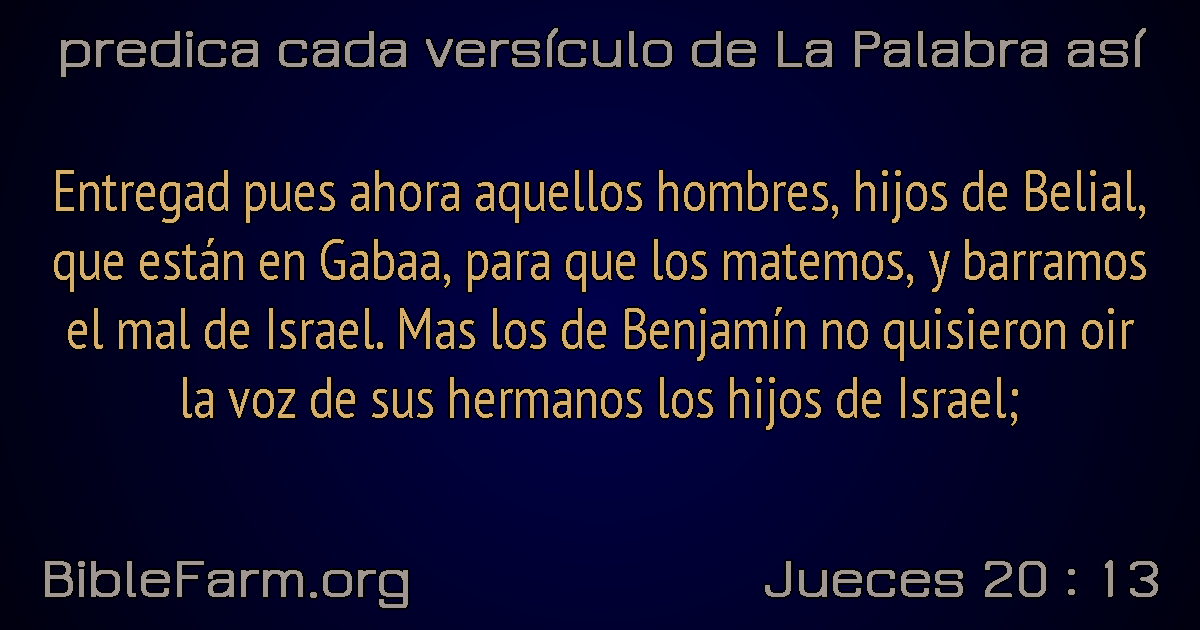 predica cada versículo de La Palabra así
Entregad pues ahora aquellos hombres, hijos de Belial,
que están en Gabaa, para que los matemos, y barramos
el mal de Israel. Mas los de Benjamín no quisieron oir
la voz de sus hermanos los hijos de Israel;
BibleFarm.org
Jueces 20 : 13